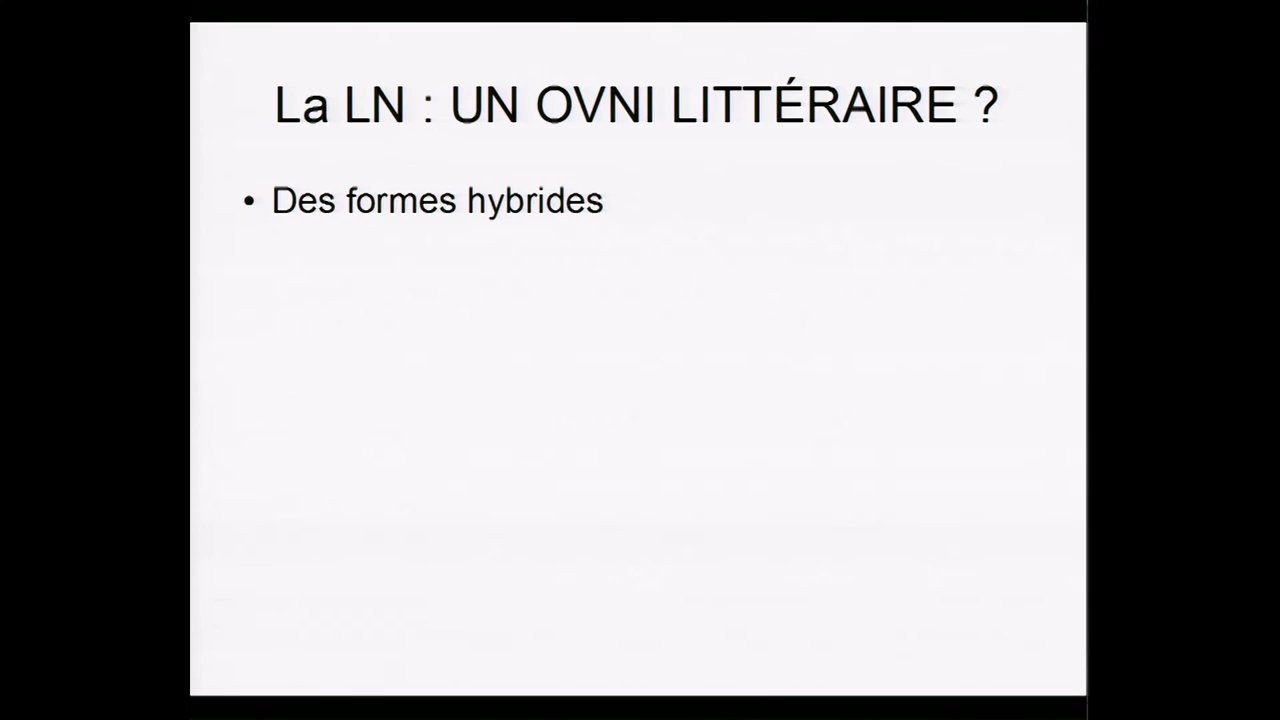 La LN : UN OVNI LITTÉRAIRE ?
• Des formes hybrides